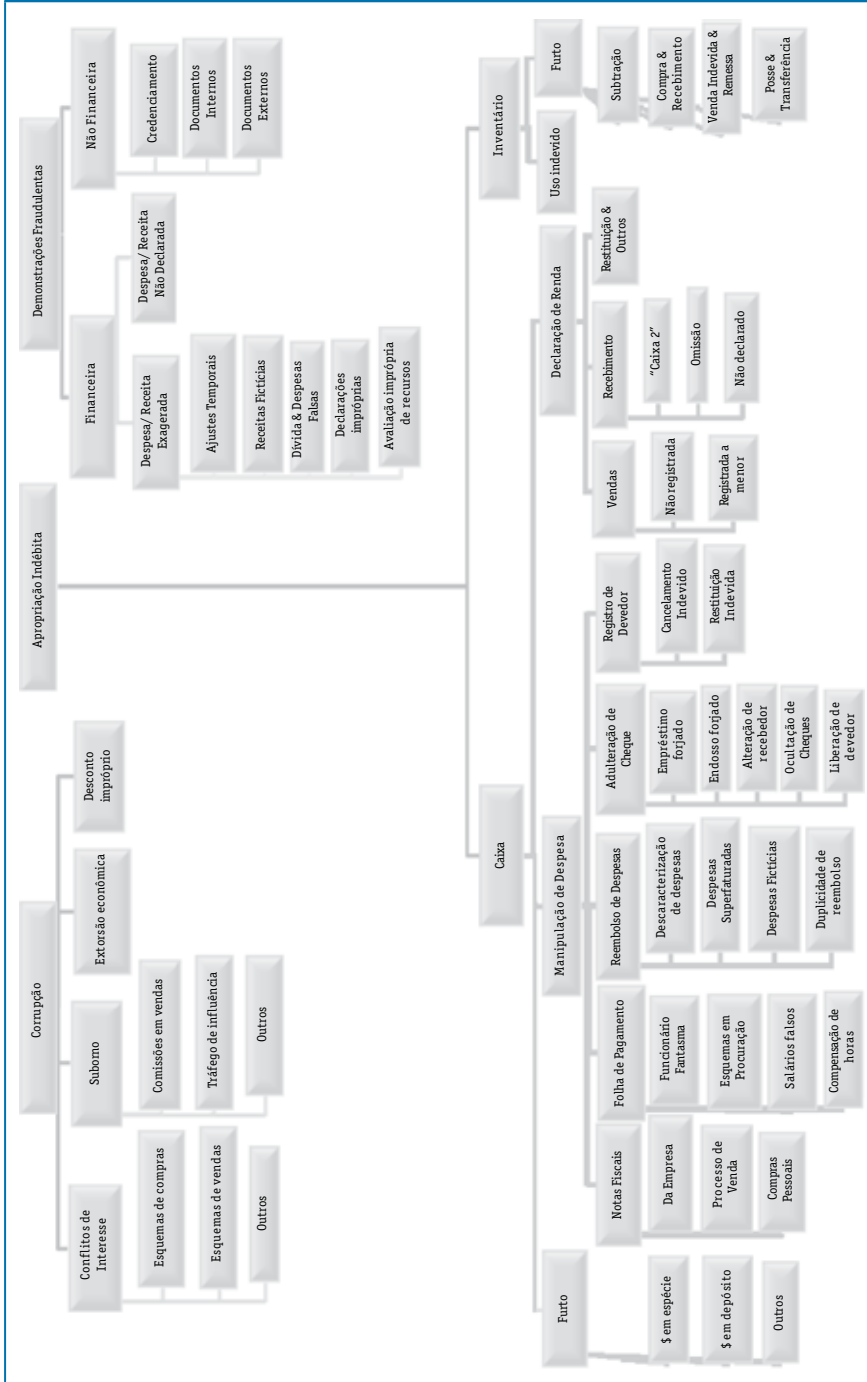 Corrupção
Conflitos de
Interesse
Esquemas de compras
Esquemas de vendas
Outros
Suborno
Comissões em vendas
Tráfego de influência
Outros
Extorsão econômica
Desconto
impróprio
Apropriação Indébita
Demonstrações Fraudulentas
Financeira
Despesa/ Receita
Exagerada
Ajustes Temporais
Receitas Fictícias
Dívida & Despesas
Falsas
Declarações
impróprias
Avaliação imprópria
de recursos
Despesa/ Receita
Não Declarada
Não Financeira
Credenciamento
Documentos
Internos
Documentos
Externos
Caixa
Furto
$ em espécie
$ em depósito
Outros
Manipulação de Despesa
Notas Fiscais
Da Empresa
Processo de
Venda
Compras
Pessoais
Folha de Pagamento
Funcionário
Fantasma
Esquemas em
Procuração
Salários falsos
Compensação de
horas
Reembolso de Despesas
Descaracterização
de despesas
Despesas
Superfaturadas
Despesas Fictícias
Duplicidade de
reembolso
Adulteração de
Cheque
Empréstimo
forjado
Endosso forjado
Alteração de
recebedor
Ocultação de
Cheques
Liberação de
devedor
Registro de
Devedor
Cancelamento
Indevido
Restituição
Indevida
Declaração de Renda
Vendas
Não registrada
Registrada a
menor
Recebimento
“Caixa 2”
Omissão
Não declarado
Restituição &
Outros
Inventário
Uso indevido
Furto
Subtração
Compra &
Recebimento
Venda Indevida &
Remessa
Posse &
Transferência